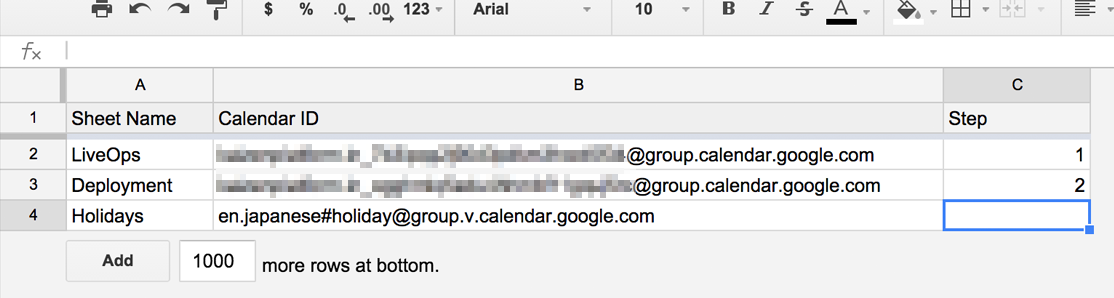 $ % .0 .00 123 Arial 10 B I S A
fx
A B C
1 Sheet Name Calendar ID Step
2 LiveOps @group.calendar.google.com 1
3 Deployment @group.calendar.google.com 2
4 Holidays en.japanese#holiday@group.v.calendar.google.com
Add 1000 more rows at bottom.